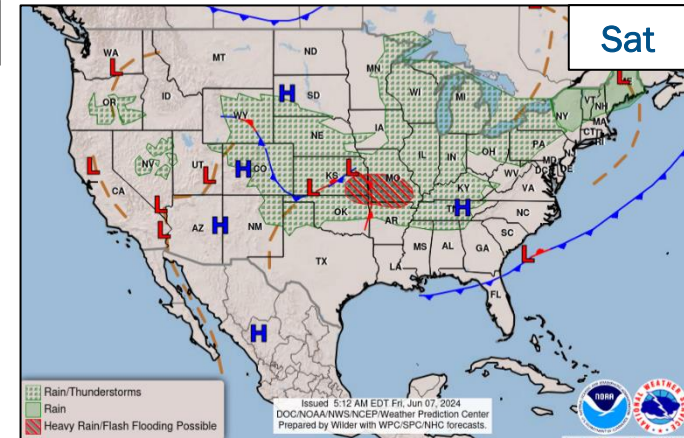 Sat
WA
MT
ND
MN
OR
ID
SD
WI
MI
VT
NH
NY
MA
CT
RI
WY
NE
IA
PA
NJ
NV
UT
CO
IL
IN
OH
MD
DE
DC
WV
VA
CA
KS
MO
KY
NC
AZ
NM
OK
AR
TN
SC
TX
LA
MS
AL
GA
FL
L
L
L
L
L
L
L
L
L
H
H
H
H
H
Rain/Thunderstorms
Rain
Heavy Rain/Flash Flooding Possible
Issued 5:12 AM EDT Fri, Jun 07, 2024
DOC/NOAA/NWS/NCEP/Weather Prediction Center
Prepared by Wilder with WPC/SPC/NHC forecasts.
NOAA